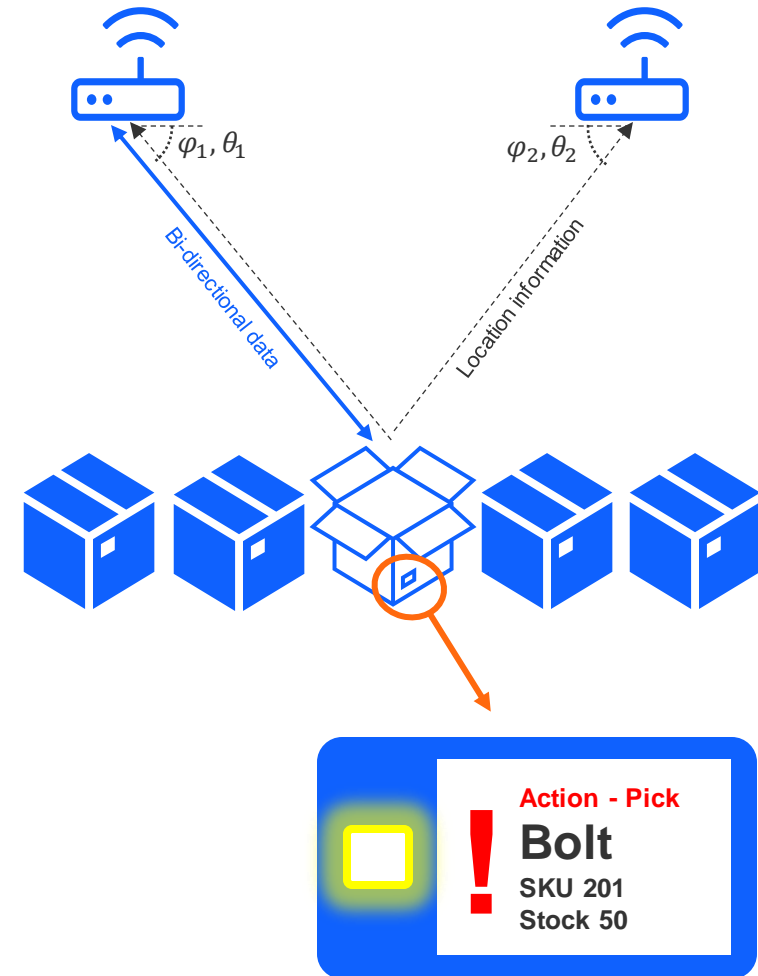 φ₁, θ₁
φ₂, θ₂
Bi-directional data
Location information
Action - Pick
!
Bolt
SKU 201
Stock 50